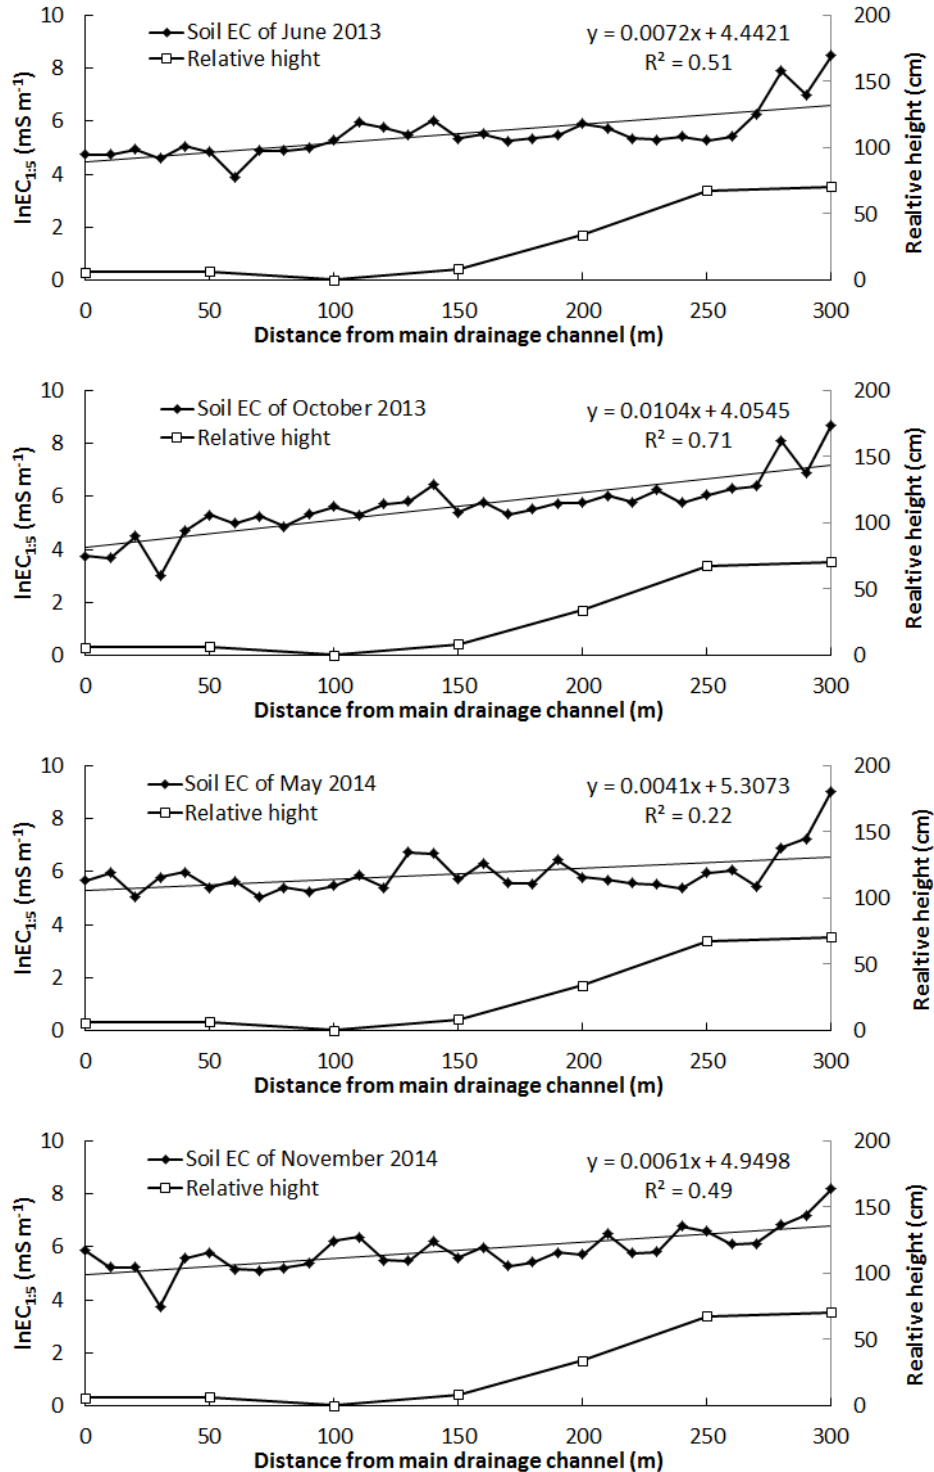 Soil EC of June 2013
Relative hight
y = 0.0072x + 4.4421
R² = 0.51
lnEC1:5 (mS m-1)
10
8
6
4
2
0
200
150
100
50
0
Realtive height (cm)
0 50 100 150 200 250 300
Distance from main drainage channel (m)
Soil EC of October 2013
Relative hight
y = 0.0104x + 4.0545
R² = 0.71
lnEC1:5 (mS m-1)
10
8
6
4
2
0
200
150
100
50
0
Realtive height (cm)
0 50 100 150 200 250 300
Distance from main drainage channel (m)
Soil EC of May 2014
Relative hight
y = 0.0041x + 5.3073
R² = 0.22
lnEC1:5 (mS m-1)
10
8
6
4
2
0
200
150
100
50
0
Realtive height (cm)
0 50 100 150 200 250 300
Distance from main drainage channel (m)
Soil EC of November 2014
Relative hight
y = 0.0061x + 4.9498
R² = 0.49
lnEC1:5 (mS m-1)
10
8
6
4
2
0
200
150
100
50
0
Realtive height (cm)
0 50 100 150 200 250 300
Distance from main drainage channel (m)